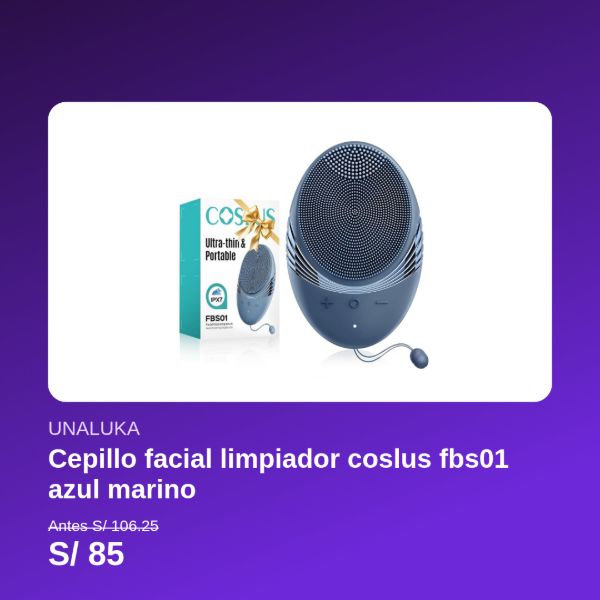 COSLUS
Ultra-thin &
Portable
IPX7
FBS01
UNALUKA
Cepillo facial limpiador coslus fbs01
azul marino
Antes S/ 106.25
S/ 85